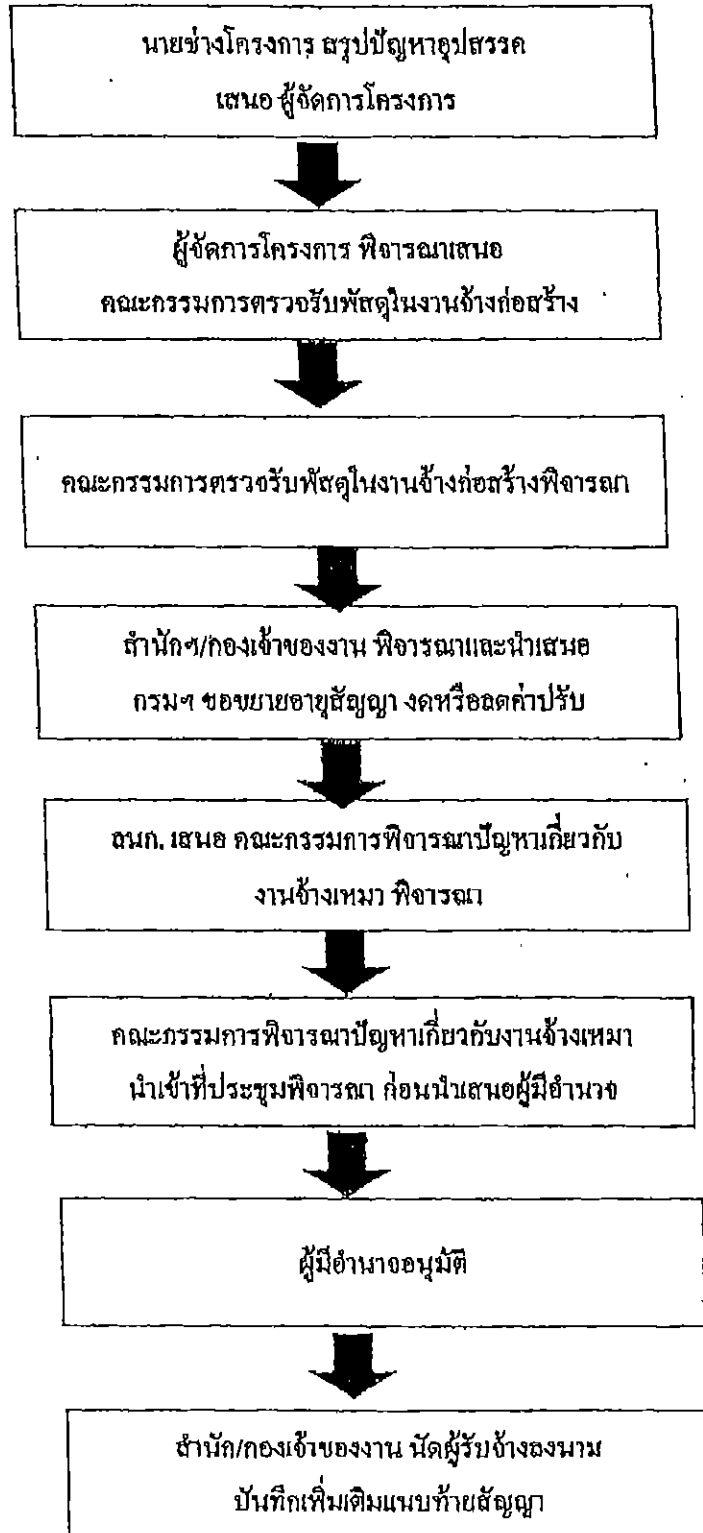 นายช่างโครงการ สรุปปัญหาอุปสรรค
เสนอ ผู้จัดการโครงการ
ผู้จัดการโครงการ พิจารณาเสนอ
คณะกรรมการตรวจรับพัสดุในงานจ้างก่อสร้าง
คณะกรรมการตรวจรับพัสดุในงานจ้างก่อสร้างพิจารณา
สำนักฯ/กองเจ้าของงาน พิจารณาและนำเสนอ
กรมฯ ขอขยายอายุสัญญา งดหรือลดค่าปรับ
สนก. เสนอ คณะกรรมการพิจารณาปัญหาเกี่ยวกับ
งานจ้างเหมา พิจารณา
คณะกรรมการพิจารณาปัญหาเกี่ยวกับงานจ้างเหมา
นำเข้าที่ประชุมพิจารณา ก่อนนำเสนอผู้มีอำนาจ
ผู้มีอำนาจอนุมัติ
สำนัก/กองเจ้าของงาน นัดผู้รับจ้างลงนาม
บันทึกเพิ่มเติมแนบท้ายสัญญา